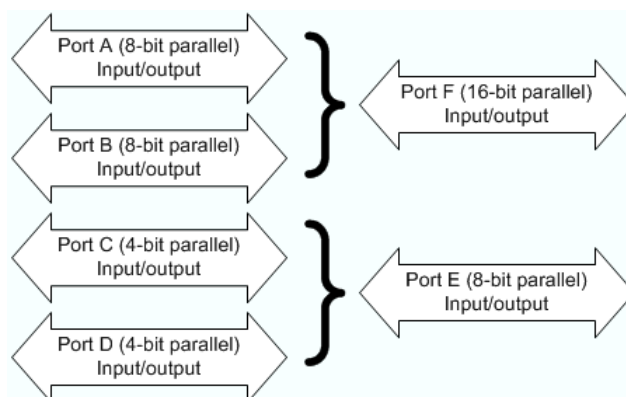 Port A (8-bit parallel)
Input/output
Port B (8-bit parallel)
Input/output
Port C (4-bit parallel)
Input/output
Port D (4-bit parallel)
Input/output
Port F (16-bit parallel)
Input/output
Port E (8-bit parallel)
Input/output